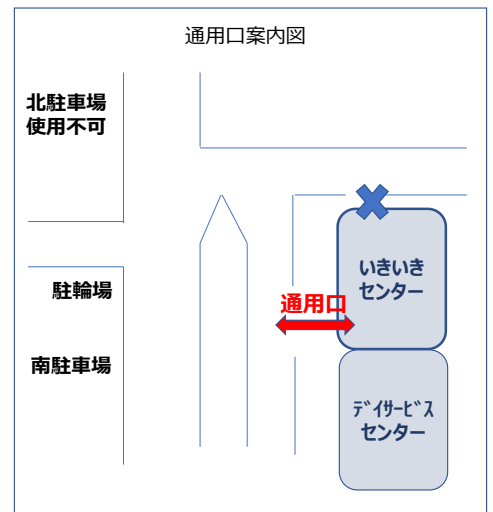 通用口案内図
北駐車場
使用不可
いきいき
センター
駐輪場
通用口
南駐車場
ﾃﾞｲｻｰﾋﾞｽ
センター